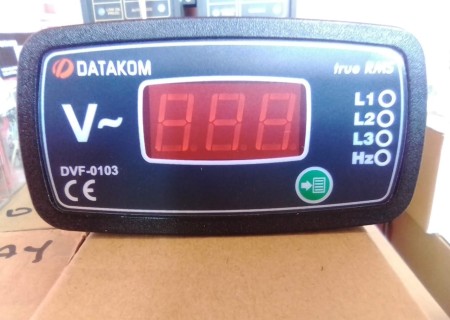 DATAKOM
true RMS
V~
L1
L2
L3
Hz
DVF-0103
CE